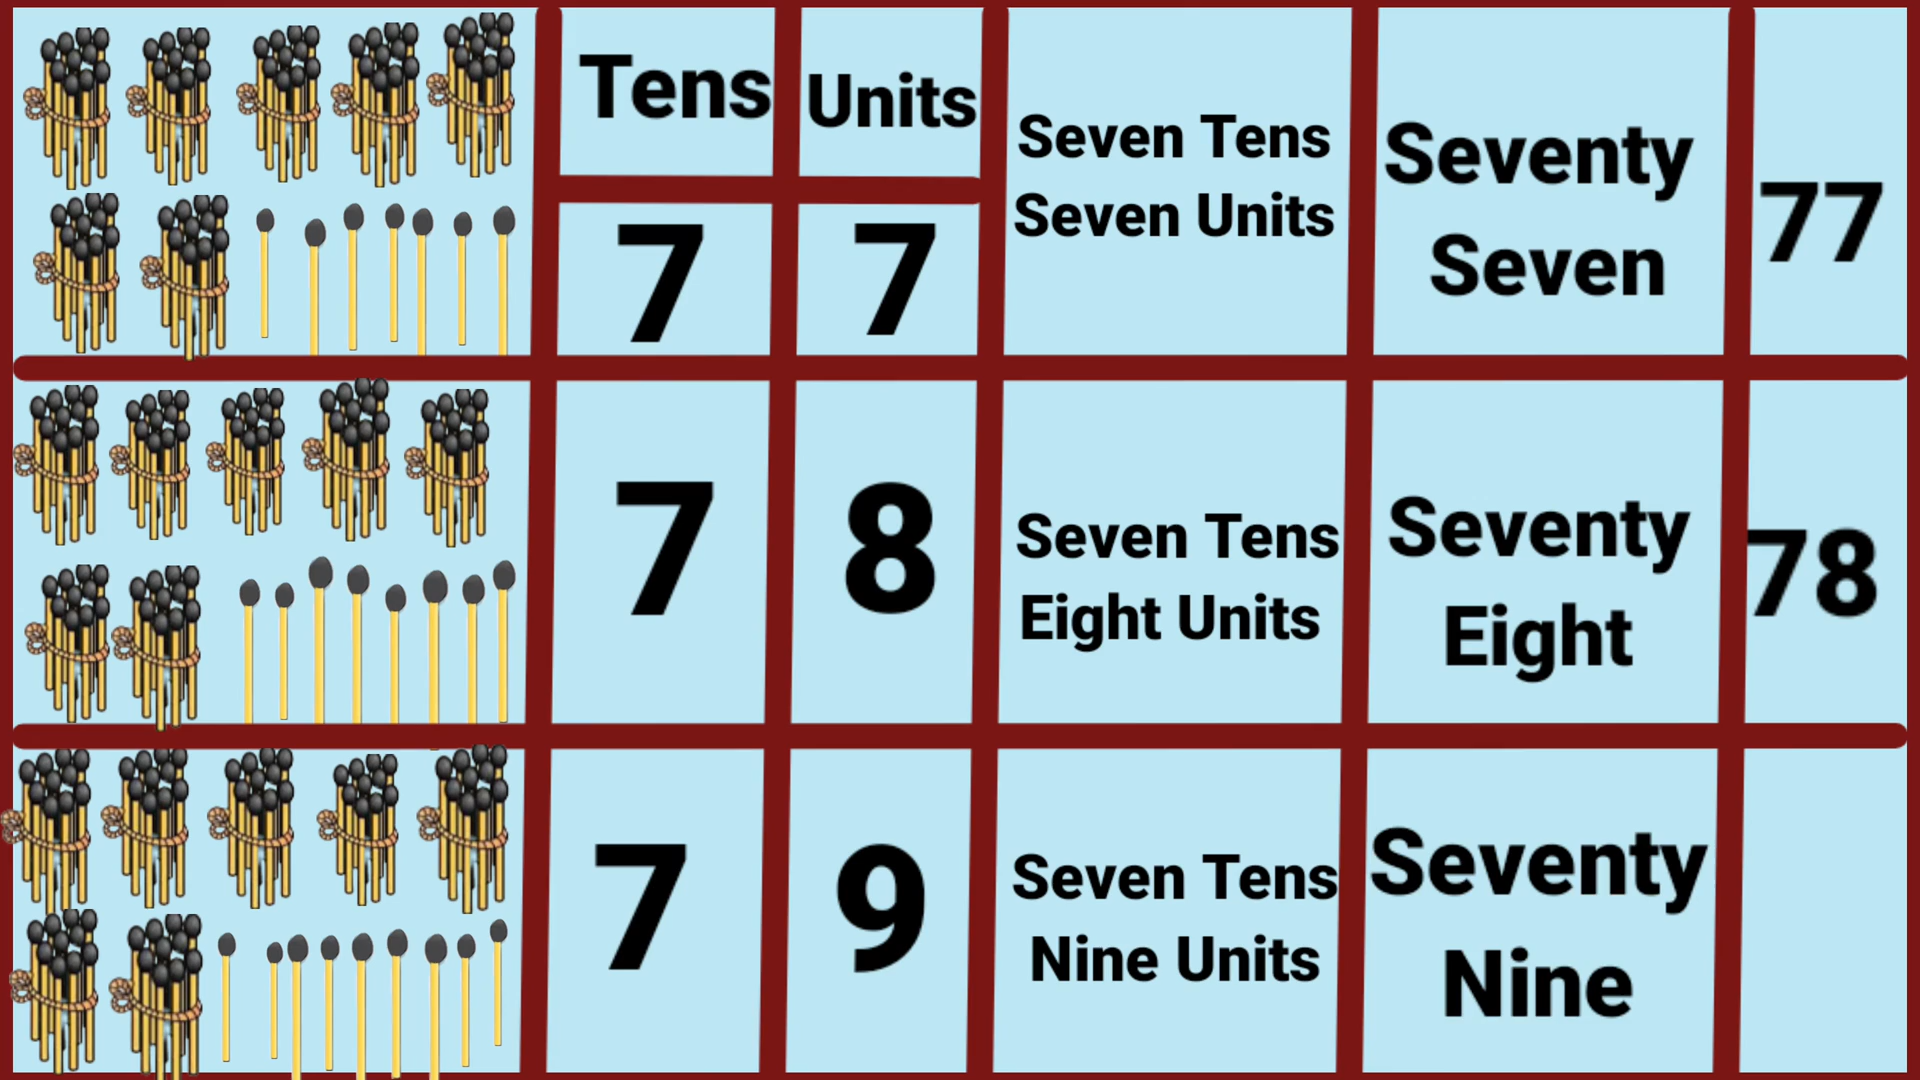 Tens Units
7 7
Seven Tens
Seven Units
Seventy
Seven
77
7 8
Seven Tens
Eight Units
Seventy
Eight
78
7 9
Seven Tens
Nine Units
Seventy
Nine